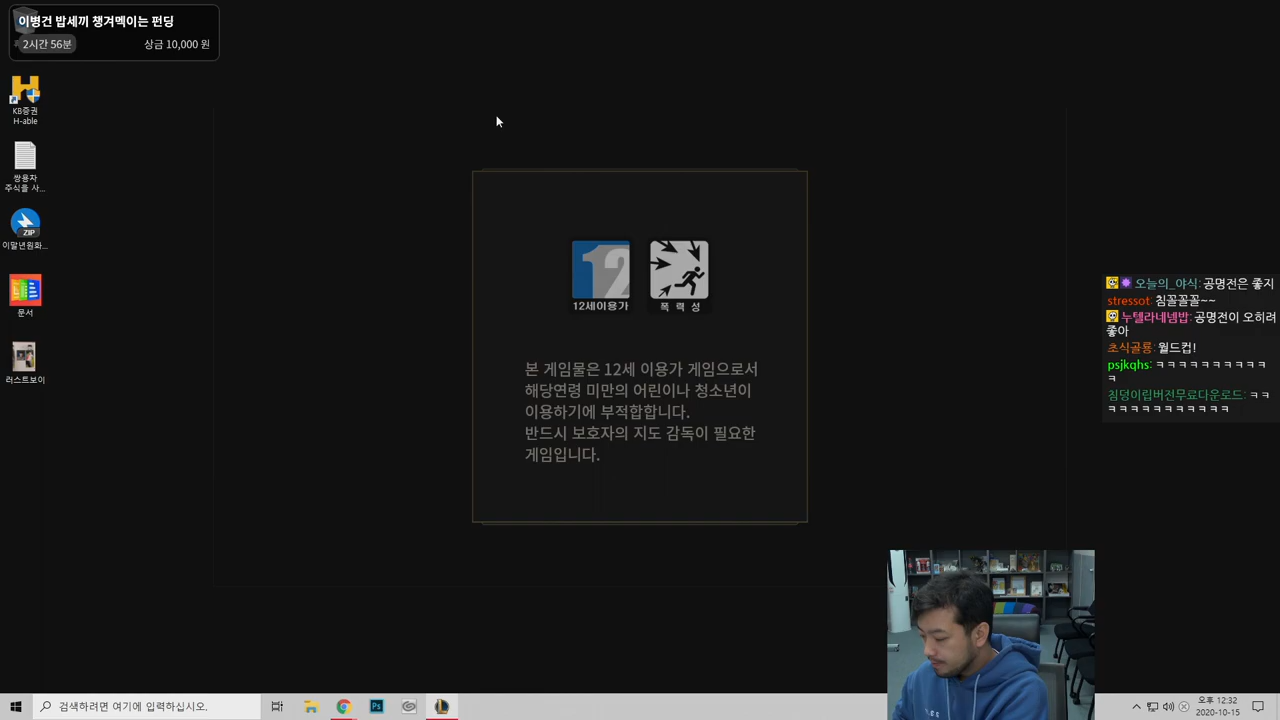 이병건 밥세끼 챙겨멕이는 펀딩
2시간 56분
상금 10,000 원
KB증권
H-able
쌍용자
주식을 사...
ZIP
이말년원화...
문서
러스트보이
12
12세이용가
폭력성
본 게임물은 12세 이용가 게임으로서
해당연령 미만의 어린이나 청소년이
이용하기에 부적합합니다.
반드시 보호자의 지도 감독이 필요한
게임입니다.
오늘의_야식: 공명전은 좋지
stressot: 침꼴꼴꼴~~
누텔라네넴밥: 공명전이 오히려
좋아
초식골룡: 월드컵!
psjkqhs: ㅋㅋㅋㅋㅋㅋㅋㅋㅋㅋ
ㅋ
침덩이립버전무료다운로드: ㅋㅋ
ㅋㅋㅋㅋㅋㅋㅋㅋㅋㅋㅋ
검색하려면 여기에 입력하십시오.
Ps
오후 12:32
2020-10-15